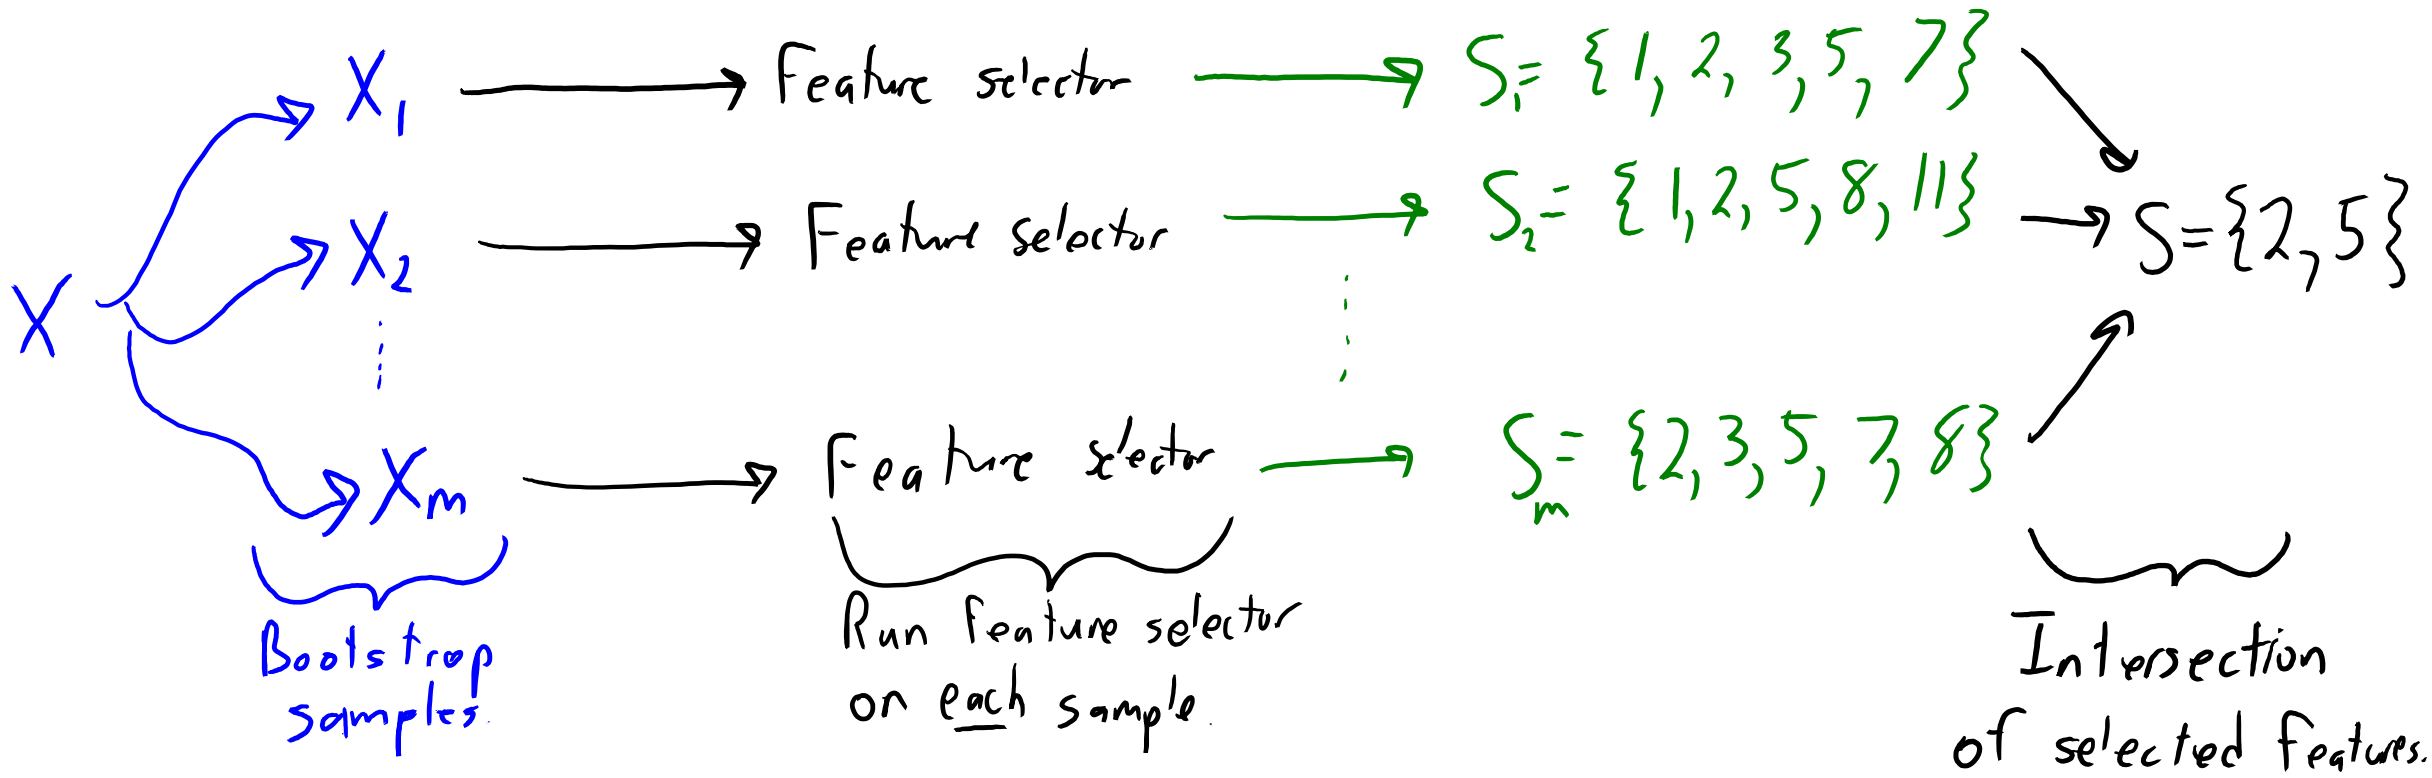 X
X₁ → Feature selector → S₁ = {1, 2, 3, 5, 7}
X₂ → Feature selector → S₂ = {1, 2, 5, 8, 11}
Xₘ → Feature selector → Sₘ = {2, 3, 5, 7, 8}
S = {2, 5}
Bootstrap
samples.
Run feature selector
on each sample.
Intersection
of selected features.